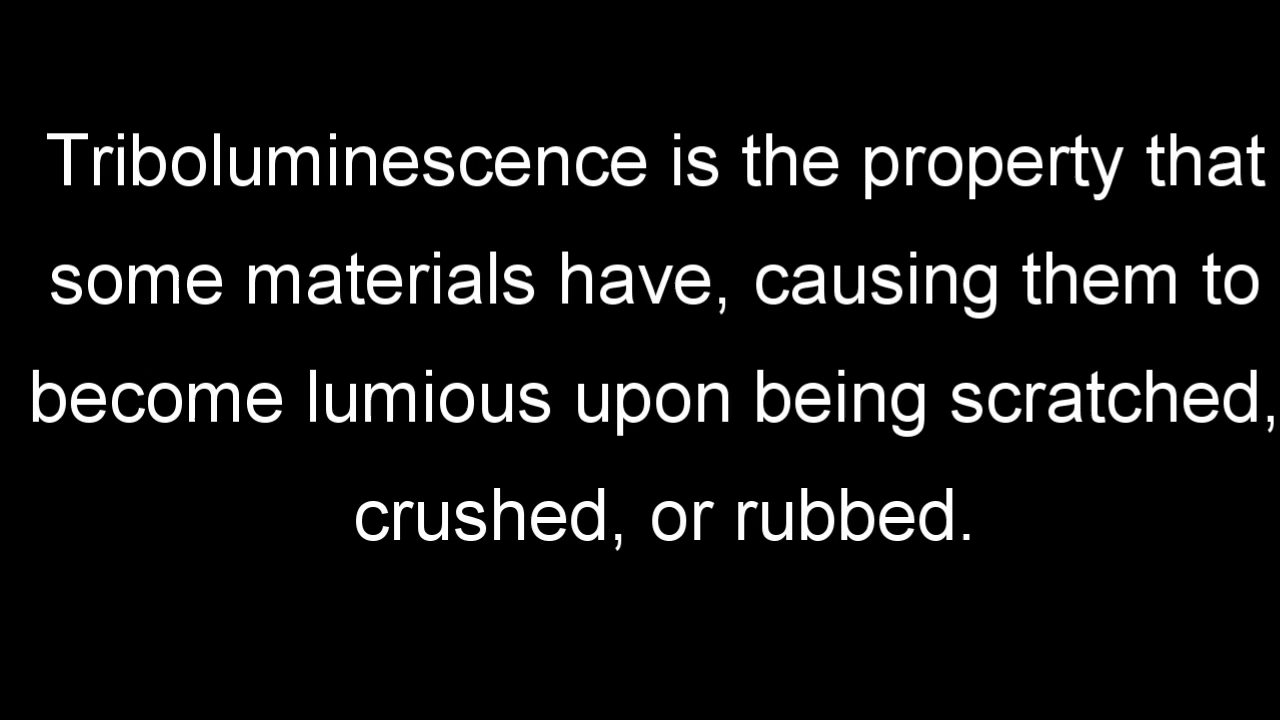 Triboluminescence is the property that
some materials have, causing them to
become lumious upon being scratched,
crushed, or rubbed.